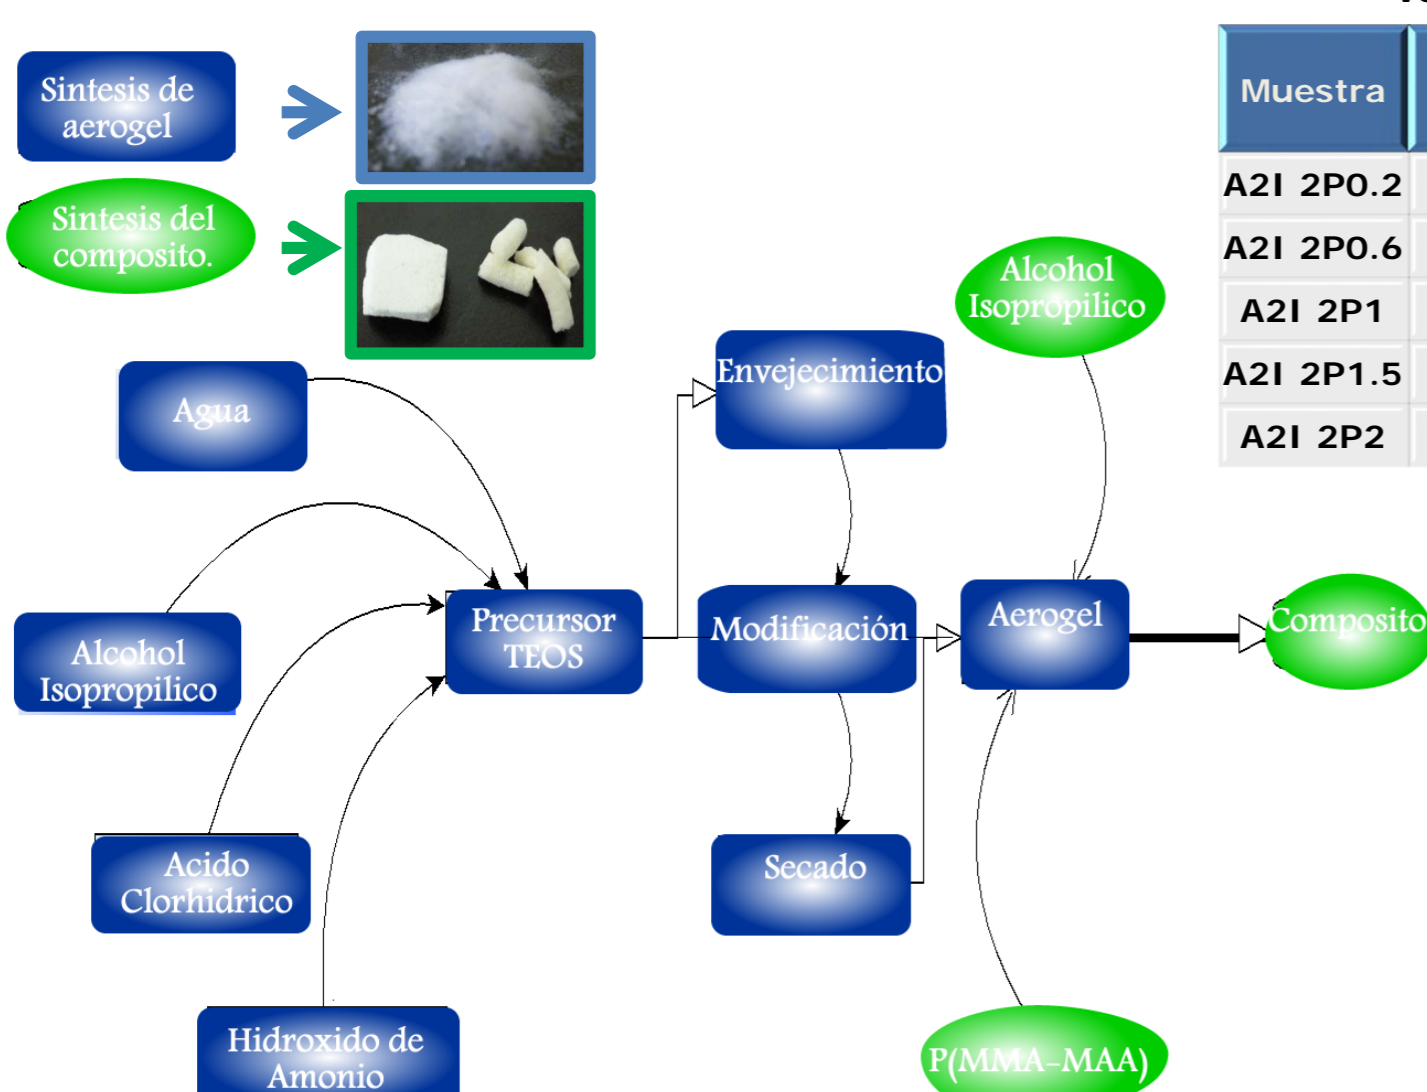 Sintesis de
aerogel
Sintesis del
composito.
Agua
Alcohol
Isopropilico
Acido
Clorhidrico
Hidroxido de
Amonio
Precursor
TEOS
Envejecimiento
Modificación
Secado
Alcohol
Isopropilico
Aerogel
P(MMA-MAA)
Composito
Muestra
A2I 2P0.2
A2I 2P0.6
A2I 2P1
A2I 2P1.5
A2I 2P2